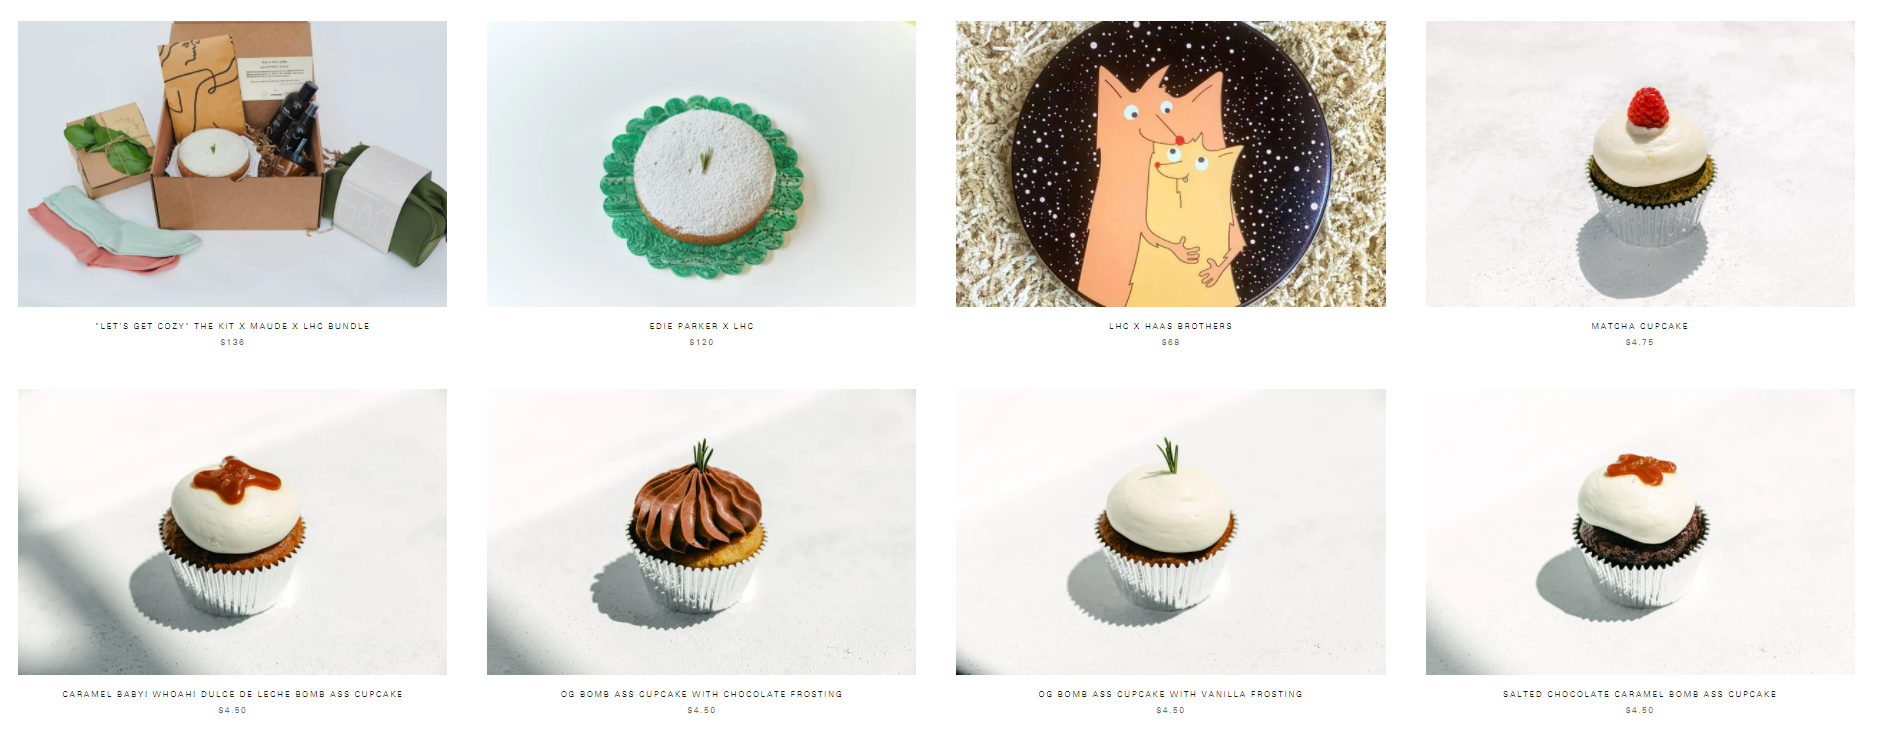 "LET'S GET COZY" THE KIT X MAUDE X LHC BUNDLE
$136
EDIE PARKER X LHC
$120
LHC X HAAS BROTHERS
$68
MATCHA CUPCAKE
$4.75
CARAMEL BABY! WHOAH! DULCE DE LECHE BOMB ASS CUPCAKE
$4.50
OG BOMB ASS CUPCAKE WITH CHOCOLATE FROSTING
$4.50
OG BOMB ASS CUPCAKE WITH VANILLA FROSTING
$4.50
SALTED CHOCOLATE CARAMEL BOMB ASS CUPCAKE
$4.50